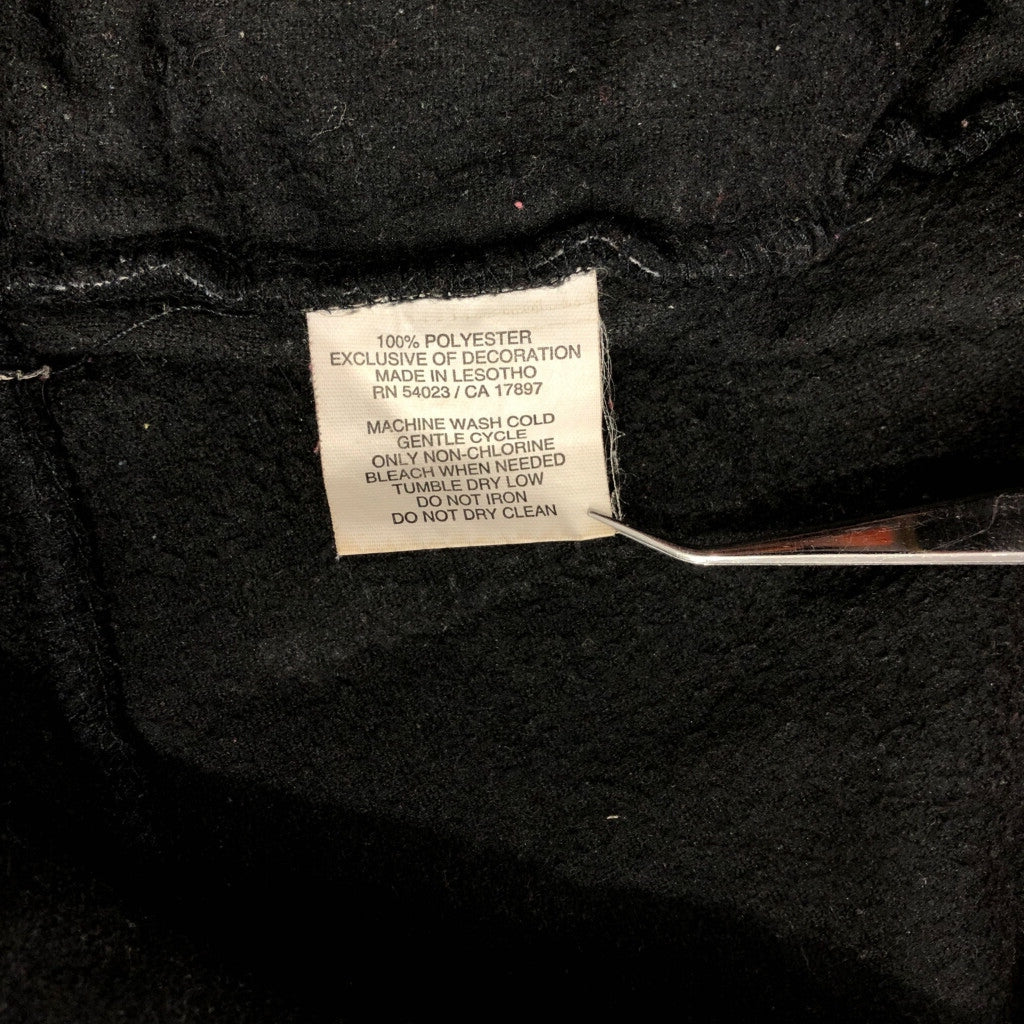 100% POLYESTER
EXCLUSIVE OF DECORATION
MADE IN LESOTHO
RN 54023 / CA 17897
MACHINE WASH COLD
GENTLE CYCLE
ONLY NON-CHLORINE
BLEACH WHEN NEEDED
TUMBLE DRY LOW
DO NOT IRON
DO NOT DRY CLEAN